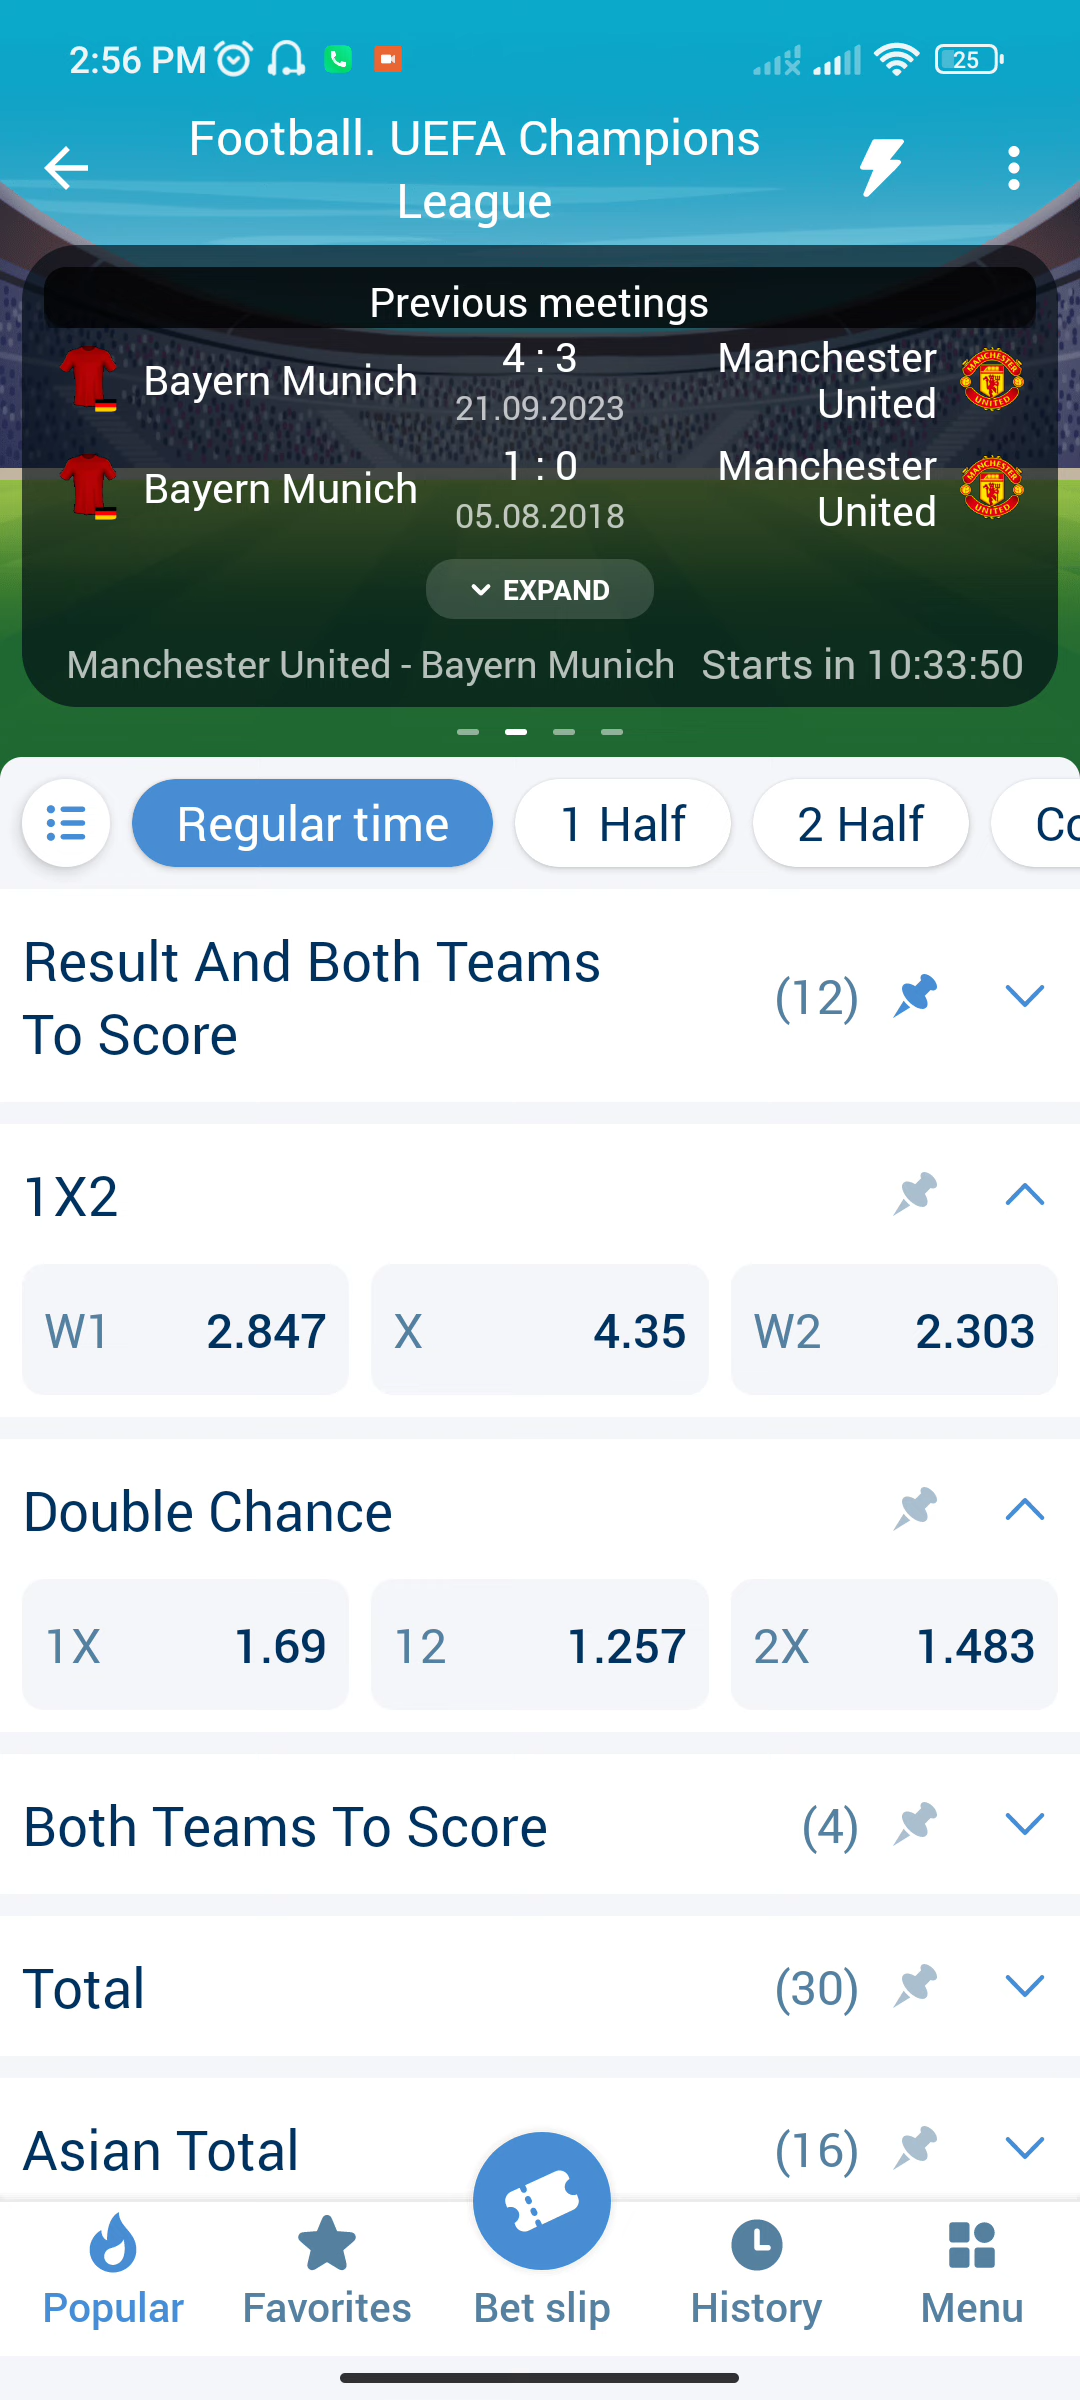 2:56 PM
25
Football. UEFA Champions
League
Previous meetings
Bayern Munich 4 : 3 Manchester
United
21.09.2023
Bayern Munich 1 : 0 Manchester
United
05.08.2018
EXPAND
Manchester United - Bayern Munich Starts in 10:33:50
Regular time 1 Half 2 Half Co
Result And Both Teams
To Score (12)
1X2
W1 2.847 X 4.35 W2 2.303
Double Chance
1X 1.69 12 1.257 2X 1.483
Both Teams To Score (4)
Total (30)
Asian Total (16)
Popular Favorites Bet slip History Menu